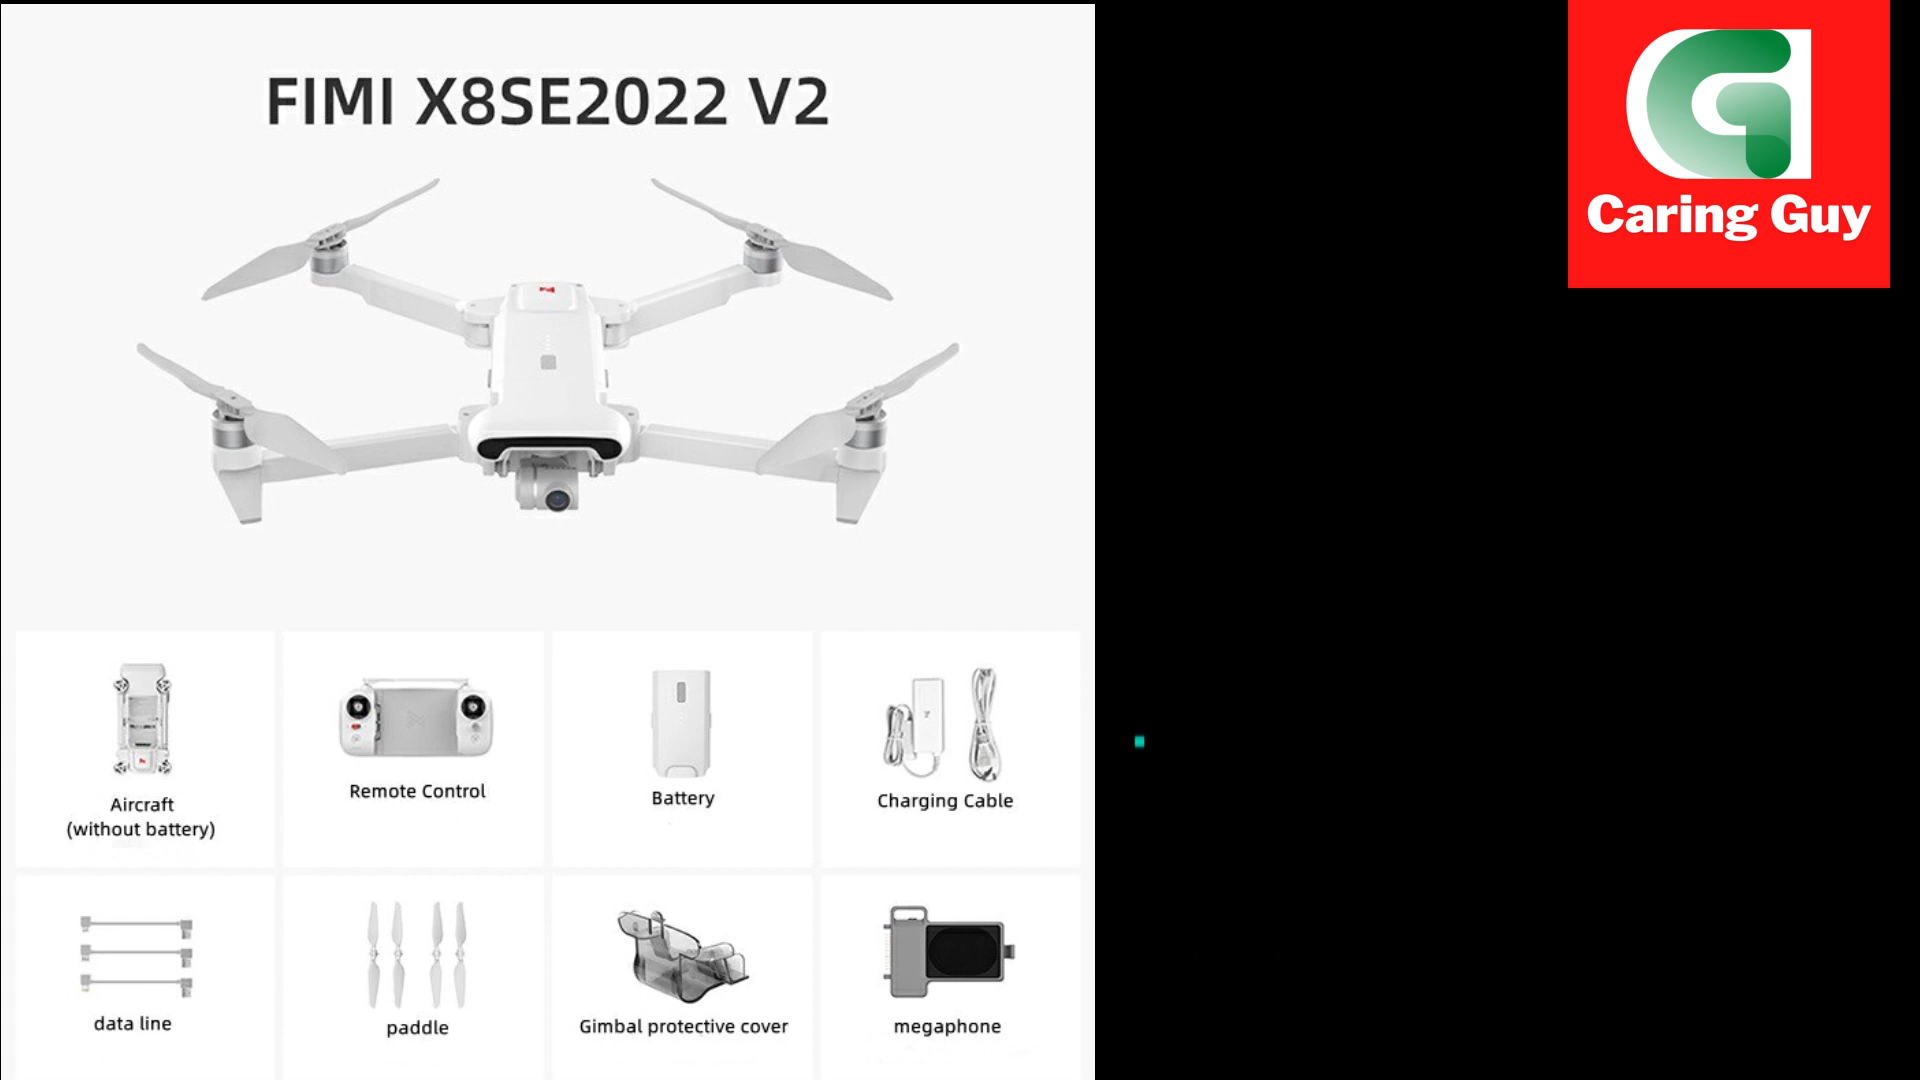 FIMI X8SE2022 V2
Caring Guy
Aircraft
(without battery)
Remote Control
Battery
Charging Cable
data line
paddle
Gimbal protective cover
megaphone